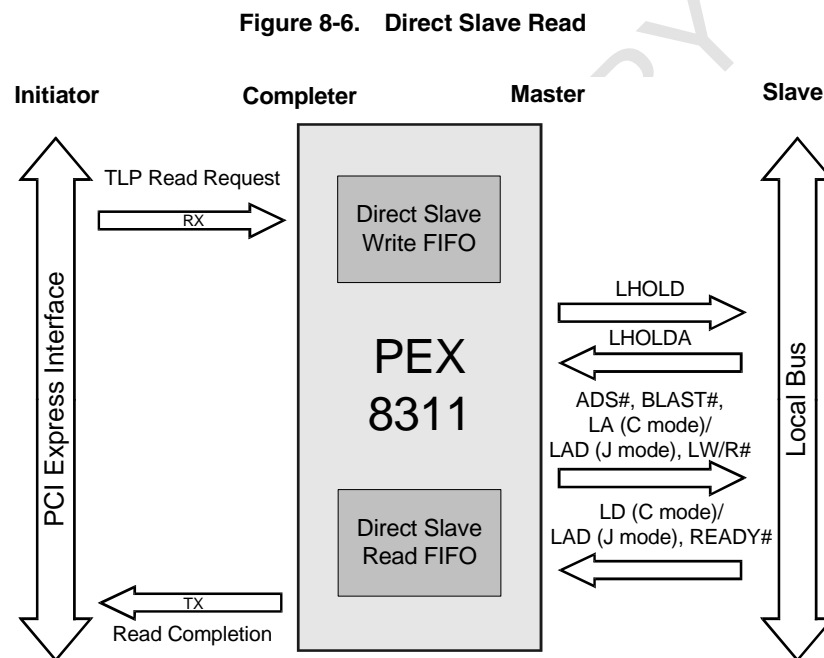 Figure 8-6. Direct Slave Read
Initiator
Completer
Master
Slave
TLP Read Request
RX
Direct Slave
Write FIFO
LHOLD
LHOLDA
PCI Express Interface
PEX
8311
ADS#, BLAST#,
LA (C mode)/
LAD (J mode), LW/R#
Local Bus
Direct Slave
Read FIFO
LD (C mode)/
LAD (J mode), READY#
TX
Read Completion
PY